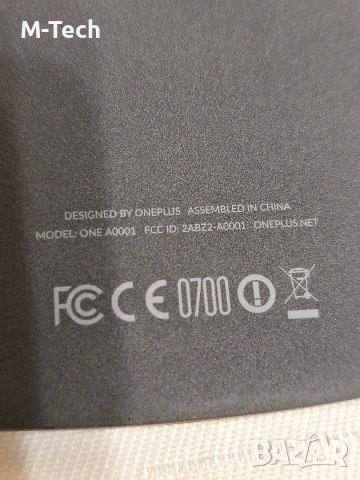 M-Tech
DESIGNED BY ONEPLUS ASSEMBLED IN CHINA
MODEL: ONE A0001 FCC ID: 2ABZ2-A0001 ONEPLUS.NET
FC CE 0700
BAZAR